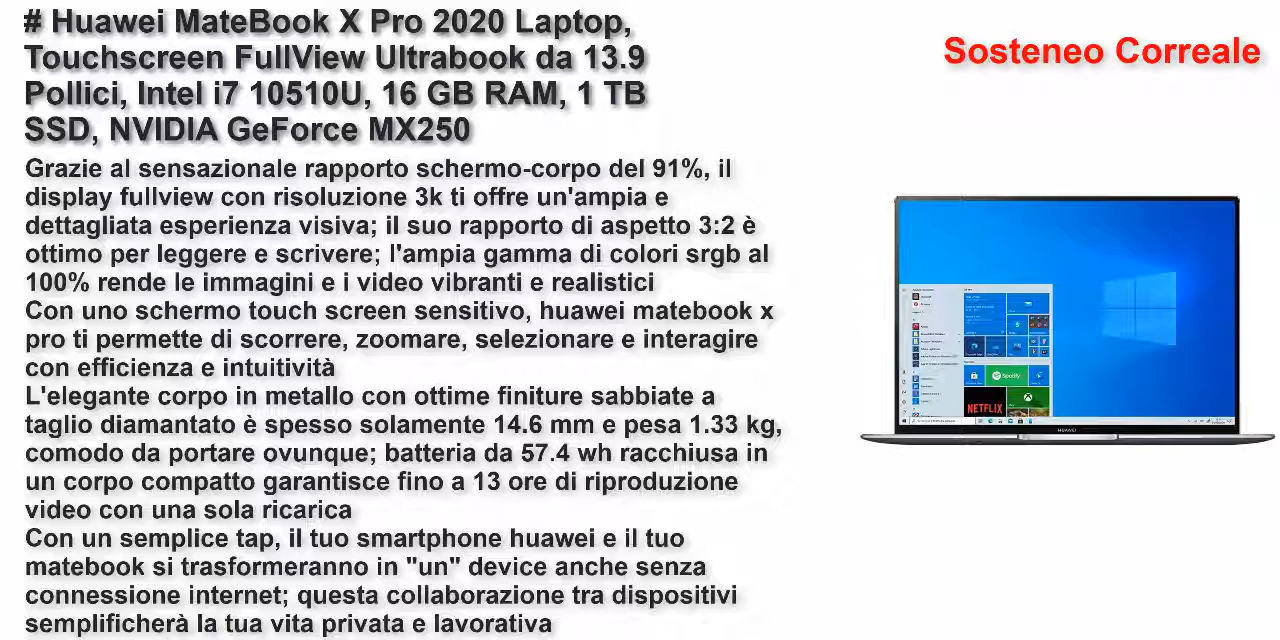 # Huawei MateBook X Pro 2020 Laptop,
Touchscreen FullView Ultrabook da 13.9
Pollici, Intel i7 10510U, 16 GB RAM, 1 TB
SSD, NVIDIA GeForce MX250
Sosteneo Correale
Grazie al sensazionale rapporto schermo-corpo del 91%, il
display fullview con risoluzione 3k ti offre un'ampia e
dettagliata esperienza visiva; il suo rapporto di aspetto 3:2 è
ottimo per leggere e scrivere; l'ampia gamma di colori srgb al
100% rende le immagini e i video vibranti e realistici
Con uno schermo touch screen sensitivo, huawei matebook x
pro ti permette di scorrere, zoomare, selezionare e interagire
con efficienza e intuitività
L'elegante corpo in metallo con ottime finiture sabbiate a
taglio diamantato è spesso solamente 14.6 mm e pesa 1.33 kg,
comodo da portare ovunque; batteria da 57.4 wh racchiusa in
un corpo compatto garantisce fino a 13 ore di riproduzione
video con una sola ricarica
Con un semplice tap, il tuo smartphone huawei e il tuo
matebook si trasformeranno in "un" device anche senza
connessione internet; questa collaborazione tra dispositivi
semplificherà la tua vita privata e lavorativa
Spotify
NETFLIX
HUAWEI